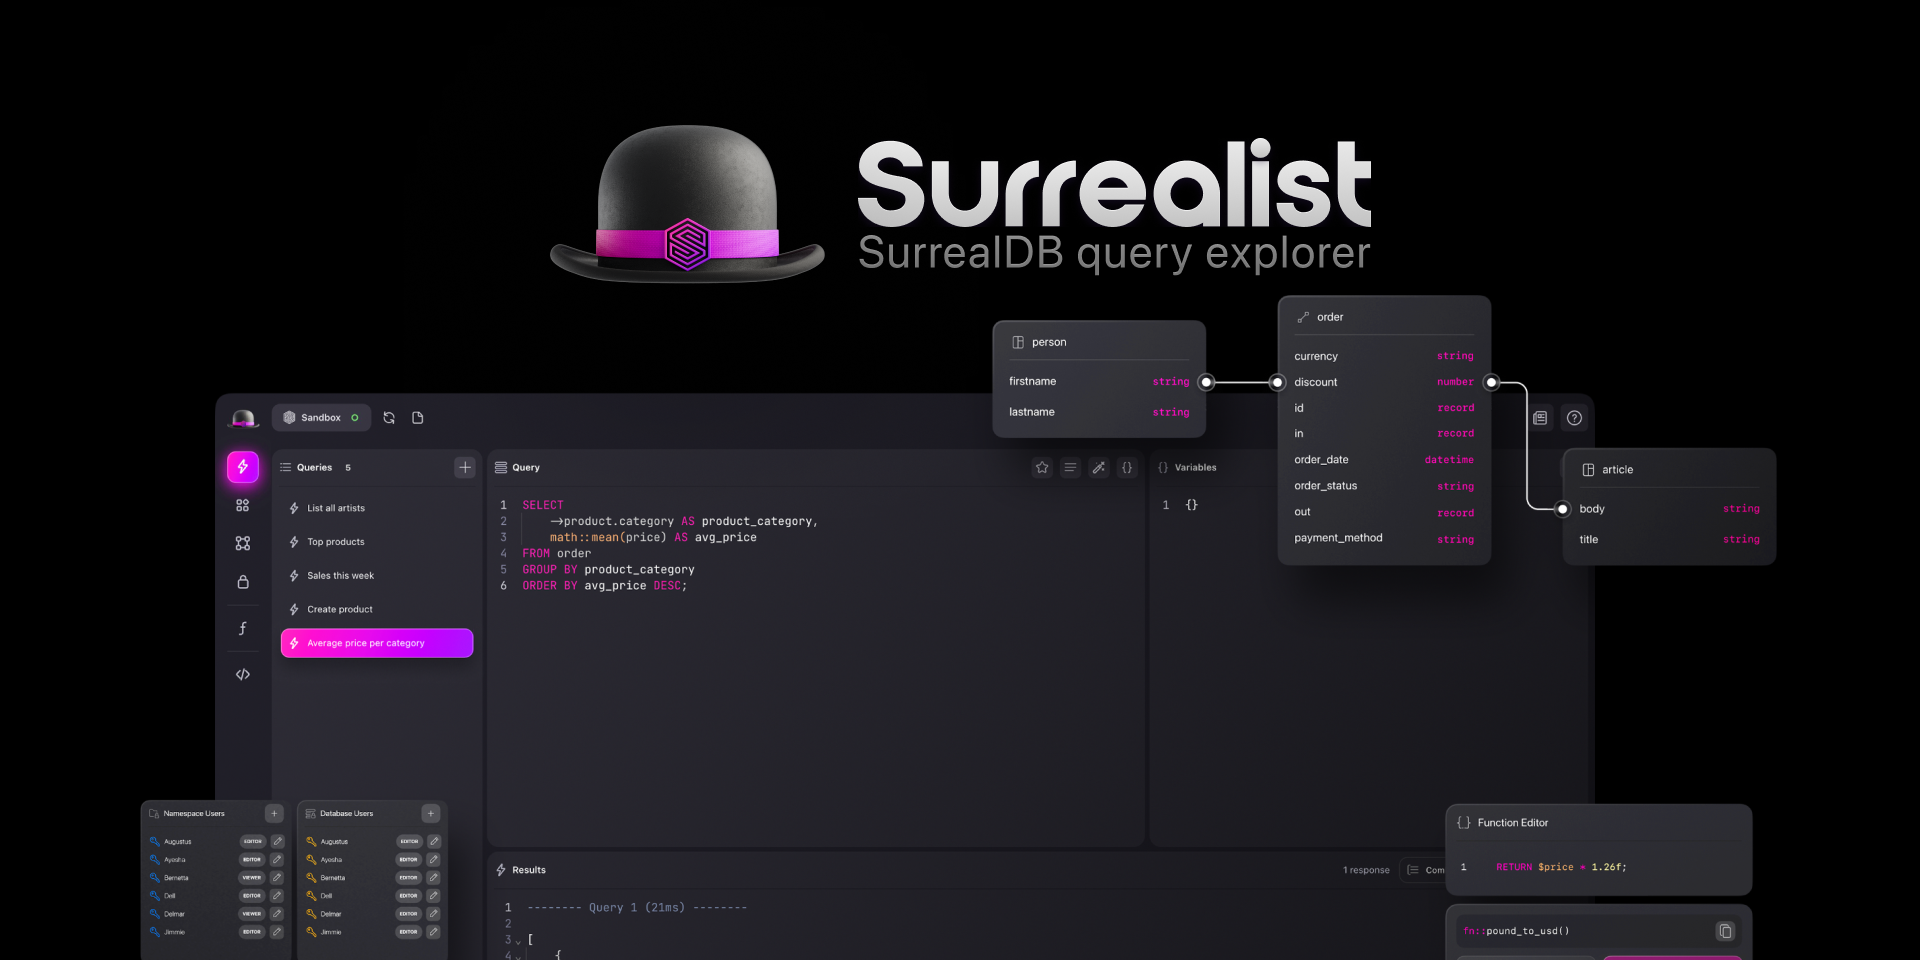 Surrealist
SurrealDB query explorer
person
firstname string
lastname string
order
currency string
discount number
id record
in record
order_date datetime
order_status string
out record
payment_method string
article
body string
title string
Sandbox
Queries 5
List all artists
Top products
Sales this week
Create product
Average price per category
Query
1 SELECT
2 ->product.category AS product_category,
3 math::mean(price) AS avg_price
4 FROM order
5 GROUP BY product_category
6 ORDER BY avg_price DESC;
{} Variables
1 {}
Namespace Users
Augustus EDITOR
Ayesha EDITOR
Bernetta VIEWER
Dell EDITOR
Delmar VIEWER
Jimmie EDITOR
Database Users
Augustus EDITOR
Ayesha EDITOR
Bernetta EDITOR
Dell EDITOR
Delmar EDITOR
Jimmie EDITOR
Results
1 response
Com
1 -------- Query 1 (21ms) --------
2
3 [
4 {
{} Function Editor
1 RETURN $price * 1.26f;
fn::pound_to_usd()